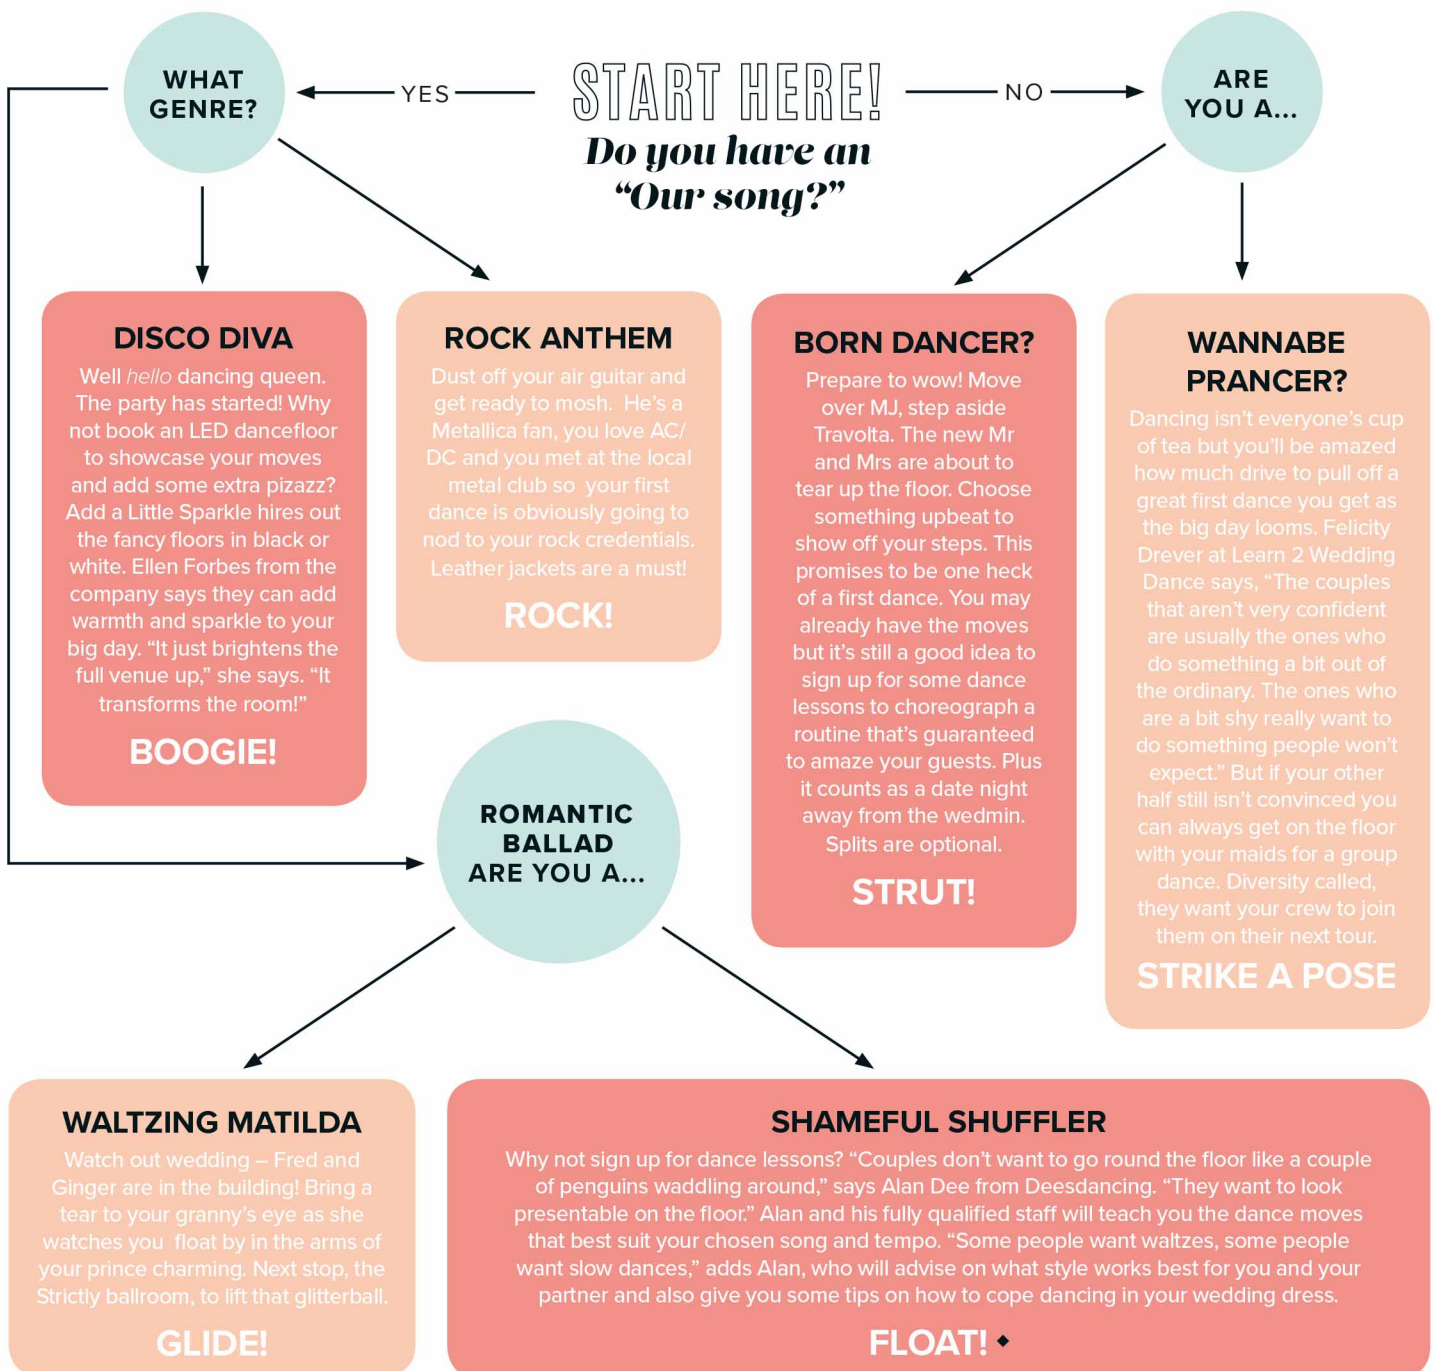 START HERE!
Do you have an
“Our song?”
YES
NO
WHAT
GENRE?
ARE
YOU A...
DISCO DIVA
Well hello dancing queen.
The party has started! Why
not book an LED dancefloor
to showcase your moves
and add some extra pizazz?
Add a Little Sparkle hires out
the fancy floors in black or
white. Ellen Forbes from the
company says they can add
warmth and sparkle to your
big day. “It just brightens the
full venue up,” she says. “It
transforms the room!”
BOOGIE!
ROCK ANTHEM
Dust off your air guitar and
get ready to mosh. He’s a
Metallica fan, you love AC/
DC and you met at the local
metal club so your first
dance is obviously going to
nod to your rock credentials.
Leather jackets are a must!
ROCK!
BORN DANCER?
Prepare to wow! Move
over MJ, step aside
Travolta. The new Mr
and Mrs are about to
tear up the floor. Choose
something upbeat to
show off your steps. This
promises to be one heck
of a first dance. You may
already have the moves
but it’s still a good idea to
sign up for some dance
lessons to choreograph a
routine that’s guaranteed
to amaze your guests. Plus
it counts as a date night
away from the wedmin.
Splits are optional.
STRUT!
WANNABE
PRANCER?
Dancing isn’t everyone’s cup
of tea but you’ll be amazed
how much drive to pull off a
great first dance you get as
the big day looms. Felicity
Drever at Learn 2 Wedding
Dance says, “The couples
that aren’t very confident
are usually the ones who
do something a bit out of
the ordinary. The ones who
are a bit shy really want to
do something people won’t
expect.” But if your other
half still isn’t convinced you
can always get on the floor
with your maids for a group
dance. Diversity called,
they want your crew to join
them on their next tour.
STRIKE A POSE
ROMANTIC
BALLAD
ARE YOU A...
WALTZING MATILDA
Watch out wedding – Fred and
Ginger are in the building! Bring a
tear to your granny’s eye as she
watches you float by in the arms of
your prince charming. Next stop, the
Strictly ballroom, to lift that glitterball.
GLIDE!
SHAMEFUL SHUFFLER
Why not sign up for dance lessons? “Couples don’t want to go round the floor like a couple
of penguins waddling around,” says Alan Dee from Deesdancing. “They want to look
presentable on the floor.” Alan and his fully qualified staff will teach you the dance moves
that best suit your chosen song and tempo. “Some people want waltzes, some people
want slow dances,” adds Alan, who will advise on what style works best for you and your
partner and also give you some tips on how to cope dancing in your wedding dress.
FLOAT!